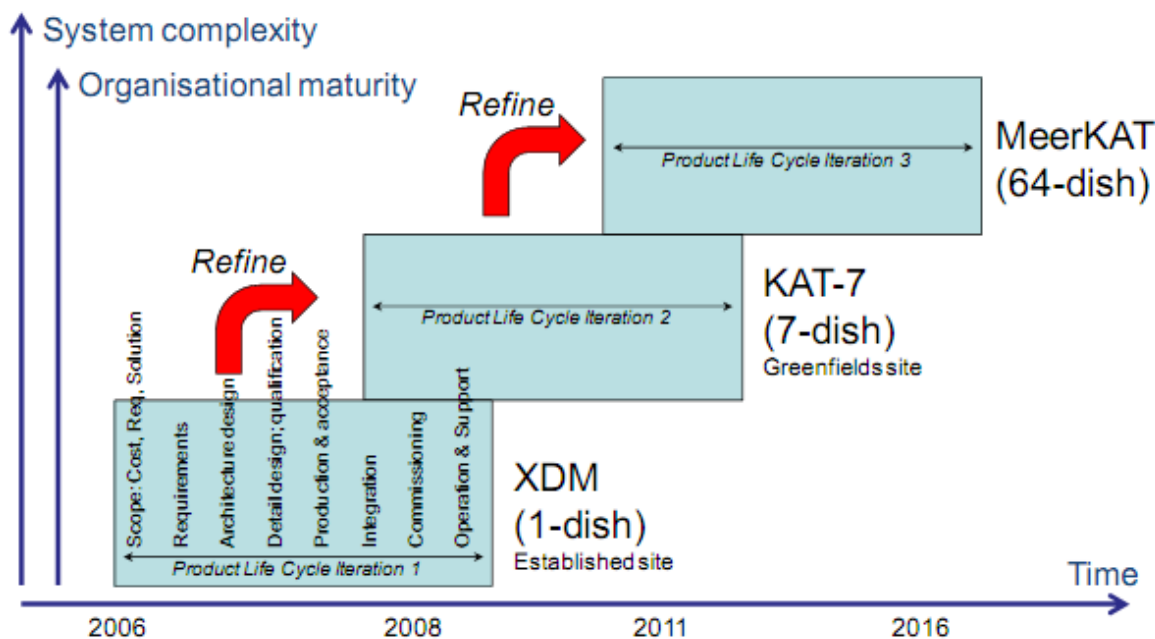 System complexity
Organisational maturity
Refine
Product Life Cycle Iteration 3
MeerKAT
(64-dish)
Refine
Product Life Cycle Iteration 2
KAT-7
(7-dish)
Greenfields site
Scope: Cost, Req, Solution
Requirements
Architecture design
Detail design; qualification
Production & acceptance
Integration
Commissioning
Operation & Support
Product Life Cycle Iteration 1
XDM
(1-dish)
Established site
Time
2006
2008
2011
2016